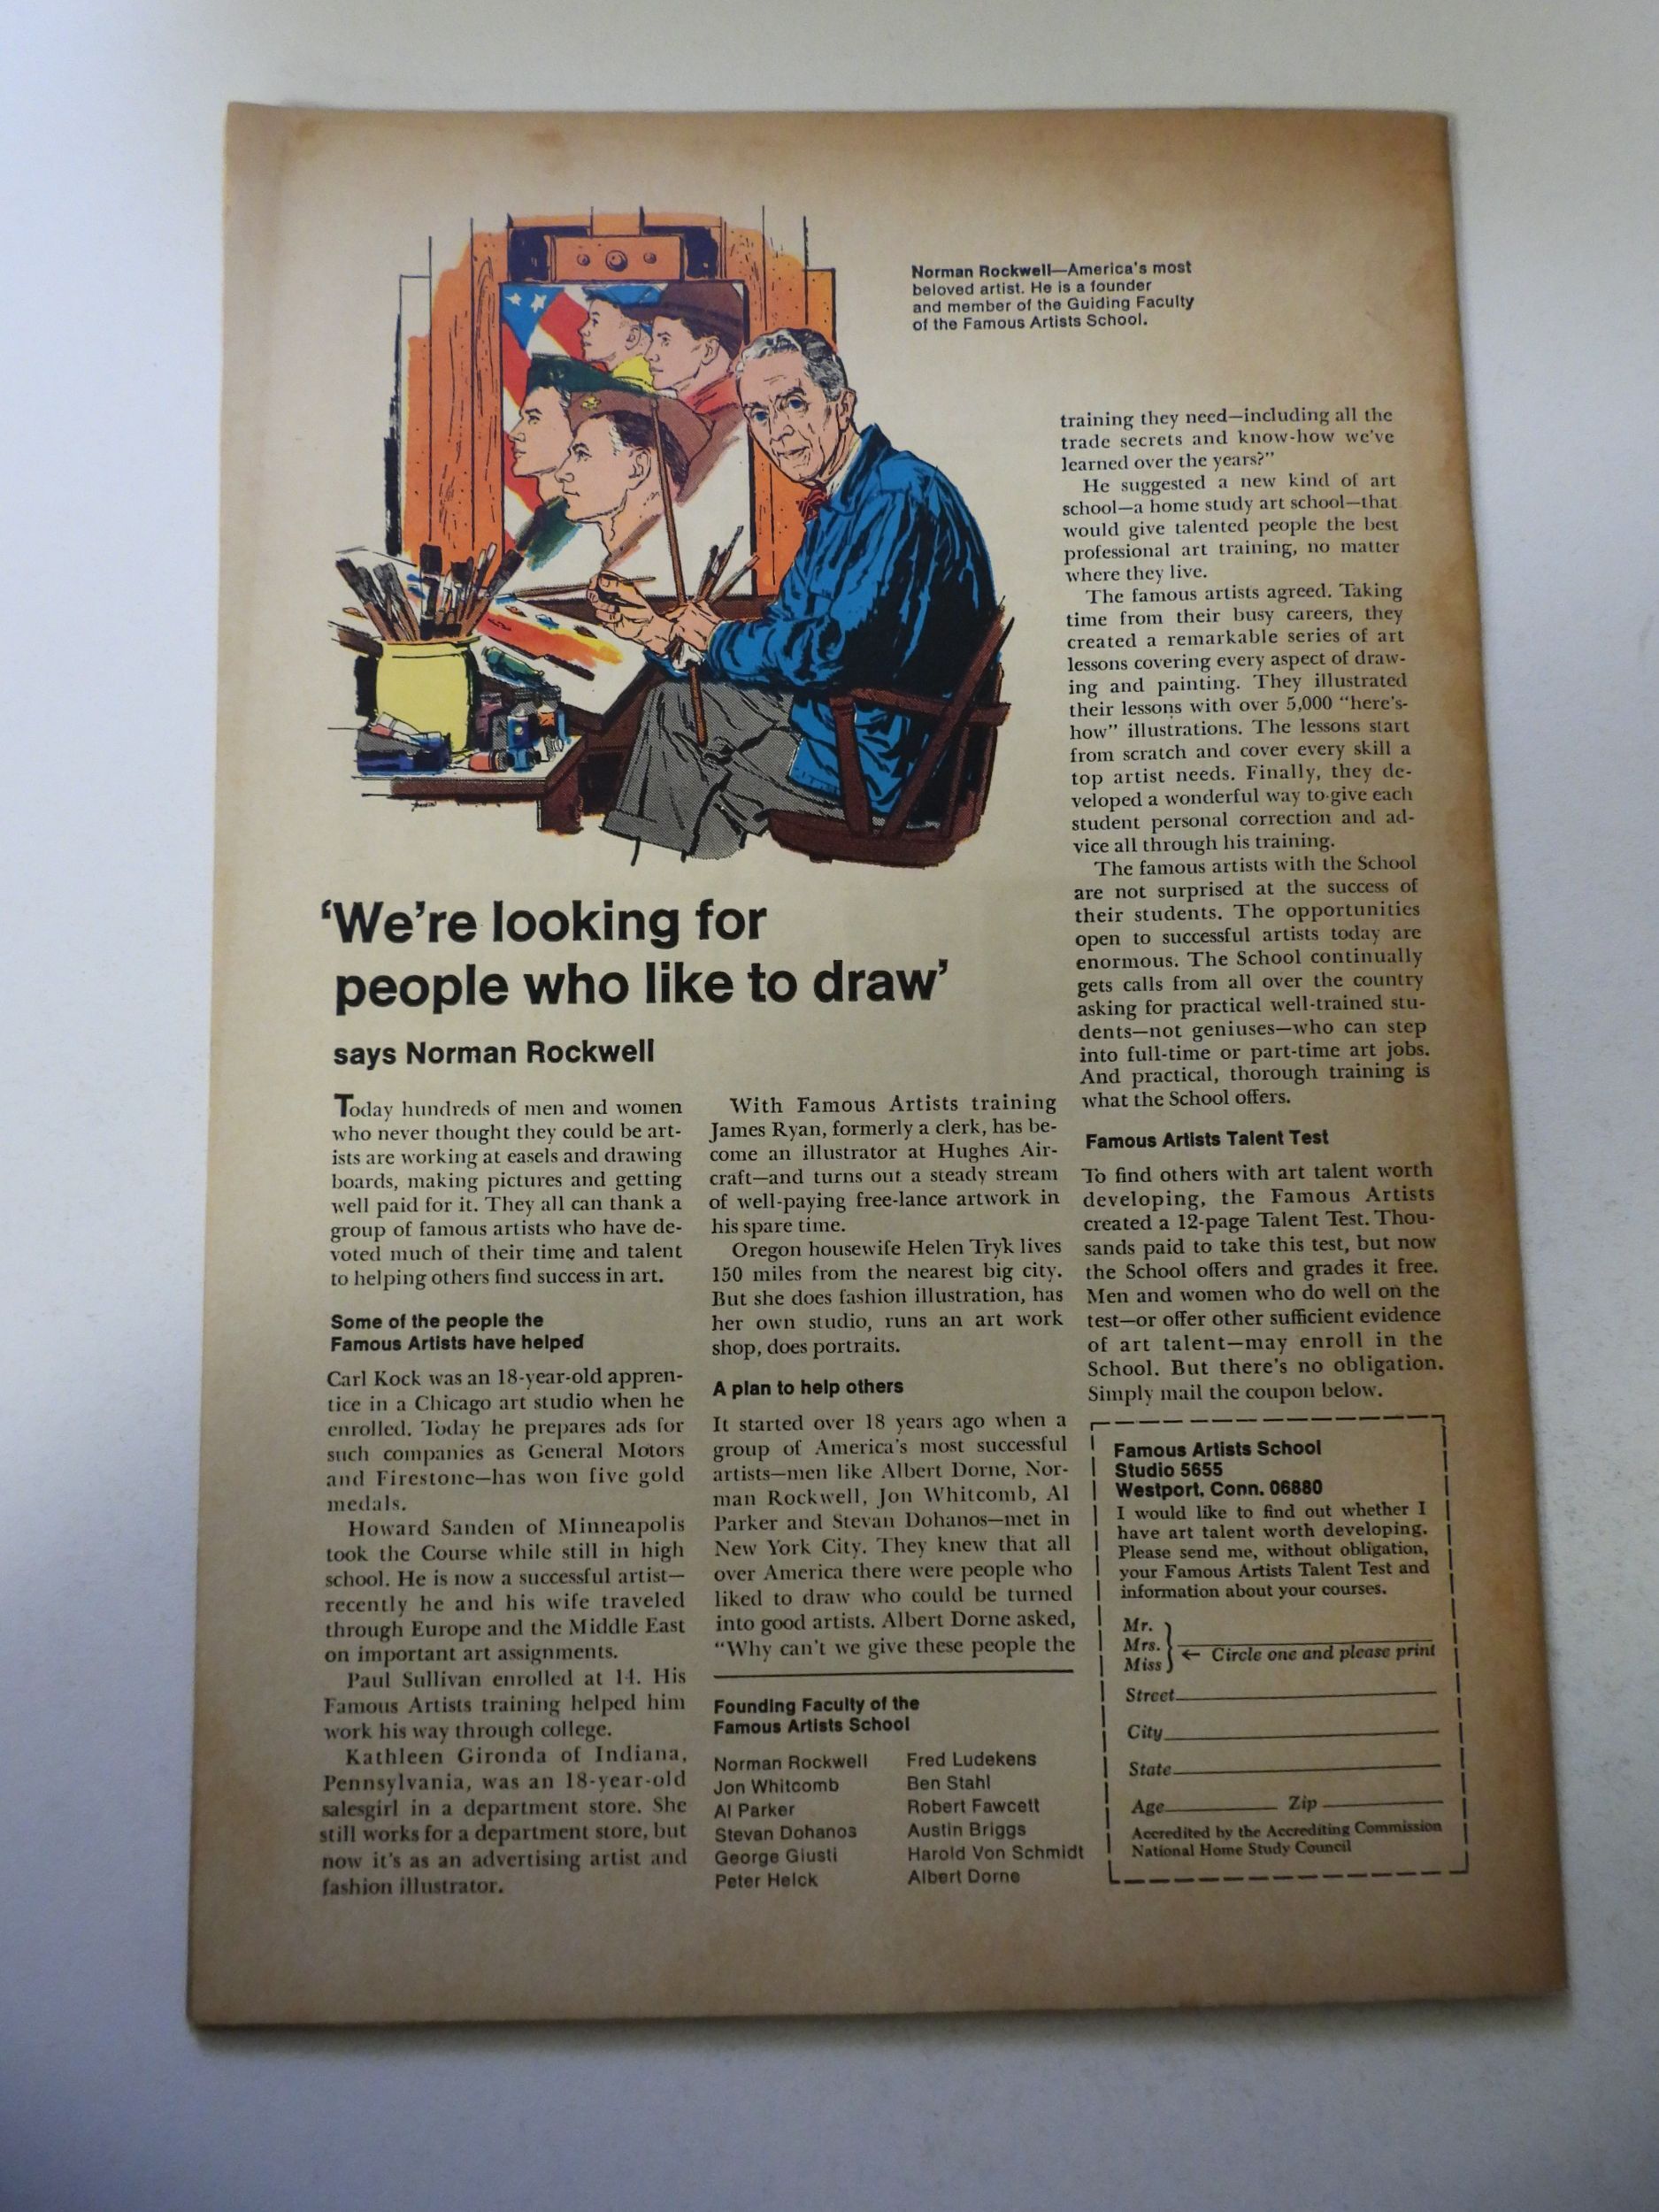 Norman Rockwell—America's most
beloved artist. He is a founder
and member of the Guiding Faculty
of the Famous Artists School.
'We're looking for
people who like to draw'
says Norman Rockwell
Today hundreds of men and women
who never thought they could be art-
ists are working at easels and drawing
boards, making pictures and getting
well paid for it. They all can thank a
group of famous artists who have de-
voted much of their time and talent
to helping others find success in art.
Some of the people the
Famous Artists have helped
Carl Kock was an 18-year-old appren-
tice in a Chicago art studio when he
enrolled. Today he prepares ads for
such companies as General Motors
and Firestone—has won five gold
medals.
Howard Sanden of Minneapolis
took the Course while still in high
school. He is now a successful artist—
recently he and his wife traveled
through Europe and the Middle East
on important art assignments.
Paul Sullivan enrolled at 14. His
Famous Artists training helped him
work his way through college.
Kathleen Gironda of Indiana,
Pennsylvania, was an 18-year-old
salesgirl in a department store. She
still works for a department store, but
now it's as an advertising artist and
fashion illustrator.
With Famous Artists training
James Ryan, formerly a clerk, has be-
come an illustrator at Hughes Air-
craft—and turns out a steady stream
of well-paying free-lance artwork in
his spare time.
Oregon housewife Helen Tryk lives
150 miles from the nearest big city.
But she does fashion illustration, has
her own studio, runs an art work
shop, does portraits.
A plan to help others
It started over 18 years ago when a
group of America's most successful
artists—men like Albert Dorne, Nor-
man Rockwell, Jon Whitcomb, Al
Parker and Stevan Dohanos—met in
New York City. They knew that all
over America there were people who
liked to draw who could be turned
into good artists. Albert Dorne asked,
"Why can't we give these people the
Founding Faculty of the
Famous Artists School
Norman Rockwell
Jon Whitcomb
Al Parker
Stevan Dohanos
George Giusti
Peter Helck
Fred Ludekens
Ben Stahl
Robert Fawcett
Austin Briggs
Harold Von Schmidt
Albert Dorne
training they need—including all the
trade secrets and know-how we've
learned over the years?"
He suggested a new kind of art
school—a home study art school—that
would give talented people the best
professional art training, no matter
where they live.
The famous artists agreed. Taking
time from their busy careers, they
created a remarkable series of art
lessons covering every aspect of draw-
ing and painting. They illustrated
their lessons with over 5,000 "here's-
how" illustrations. The lessons start
from scratch and cover every skill a
top artist needs. Finally, they de-
veloped a wonderful way to give each
student personal correction and ad-
vice all through his training.
The famous artists with the School
are not surprised at the success of
their students. The opportunities
open to successful artists today are
enormous. The School continually
gets calls from all over the country
asking for practical well-trained stu-
dents—not geniuses—who can step
into full-time or part-time art jobs.
And practical, thorough training is
what the School offers.
Famous Artists Talent Test
To find others with art talent worth
developing, the Famous Artists
created a 12-page Talent Test. Thou-
sands paid to take this test, but now
the School offers and grades it free.
Men and women who do well on the
test—or offer other sufficient evidence
of art talent—may enroll in the
School. But there's no obligation.
Simply mail the coupon below.
Famous Artists School
Studio 5655
Westport, Conn. 06880
I would like to find out whether I
have art talent worth developing.
Please send me, without obligation,
your Famous Artists Talent Test and
information about your courses.
Mr.
Mrs.
Miss
← Circle one and please print
Street
City
State
Age Zip
Accredited by the Accrediting Commission
National Home Study Council